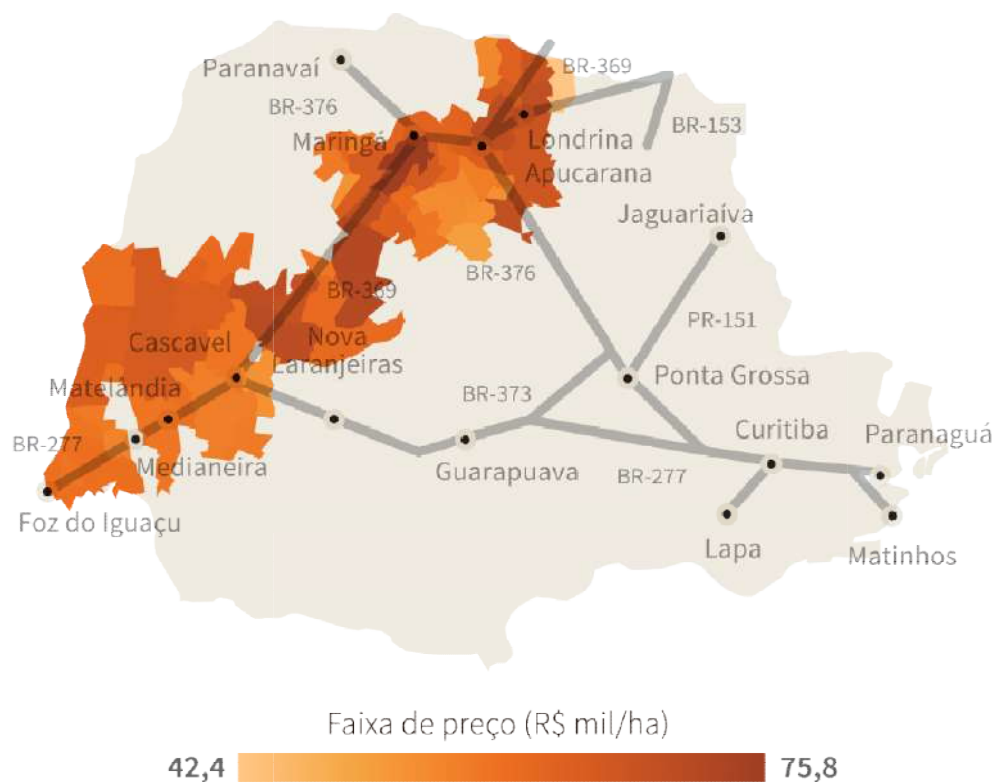 Paranavaí
BR-369
BR-376
BR-153
Maringá
Londrina
Apucarana
Jaguariaíva
BR-376
BR-369
PR-151
Nova
Laranjeiras
Cascavel
Ponta Grossa
Matelândia
BR-373
Curitiba
Paranaguá
BR-277
Medianeira
Guarapuava
BR-277
Foz do Iguaçu
Lapa
Matinhos
Faixa de preço (R$ mil/ha)
42,4
75,8